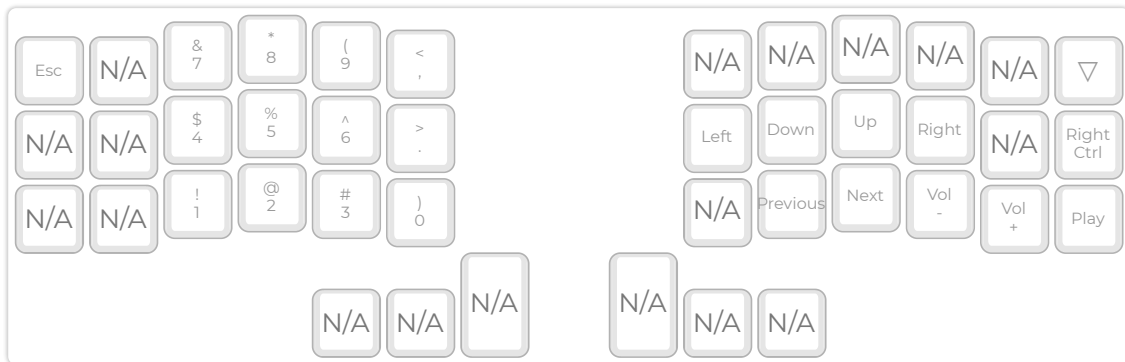 Esc
N/A
&
7
*
8
(
9
<
,
N/A
N/A
N/A
N/A
N/A
▽
N/A
N/A
$
4
%
5
^
6
>
.
Left
Down
Up
Right
N/A
Right
Ctrl
N/A
N/A
!
1
@
2
#
3
)
0
N/A
Previous
Next
Vol
-
Vol
+
Play
N/A
N/A
N/A
N/A
N/A
N/A